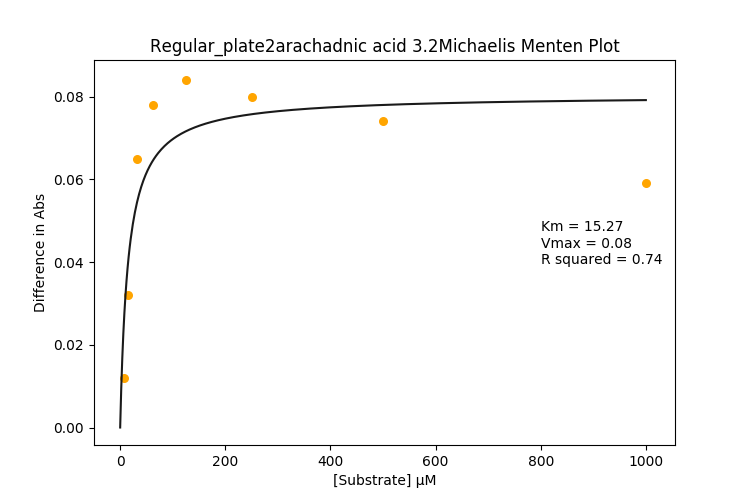 Regular_plate2arachadnic acid 3.2Michaelis Menten Plot
Difference in Abs
0.08
0.06
0.04
0.02
0.00
Km = 15.27
Vmax = 0.08
R squared = 0.74
0 200 400 600 800 1000
[Substrate] μM